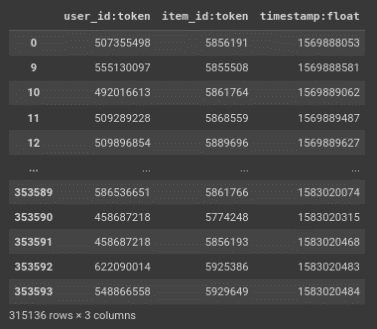 user_id:token item_id:token timestamp:float
0 507355498 5856191 1569888053
9 555130097 5855508 1569888581
10 492016613 5861764 1569889062
11 509289228 5868559 1569889487
12 509896854 5889696 1569889627
... ... ... ...
353589 586536651 5861766 1583020074
353590 458687218 5774248 1583020315
353591 458687218 5856193 1583020468
353592 622090014 5925386 1583020483
353593 548866558 5929649 1583020484
315136 rows × 3 columns